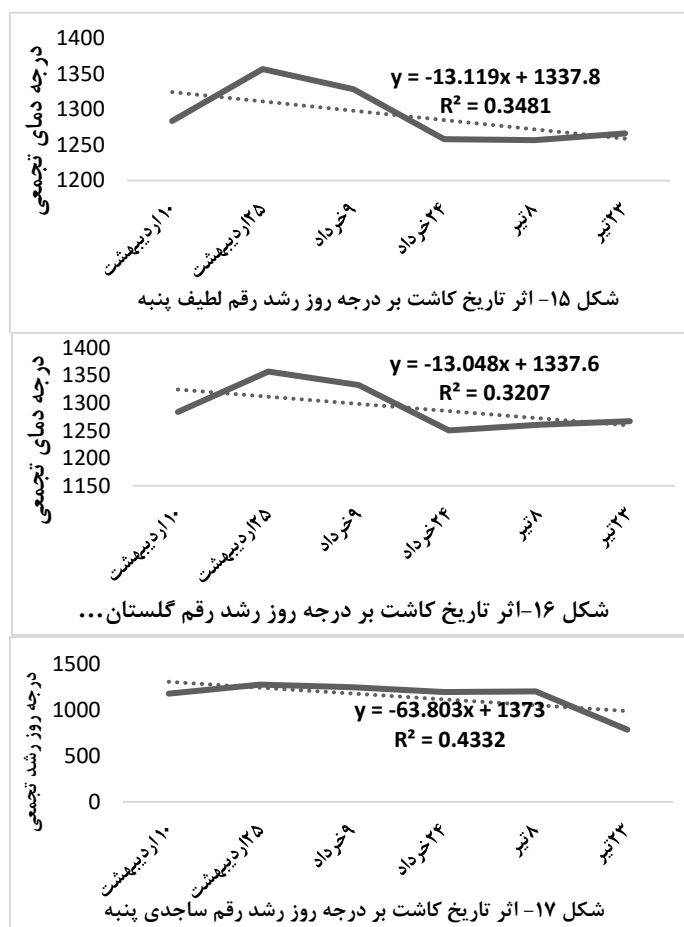 درجه دمای تجمعی
1400
1350
1300
1250
1200
y = -13.119x + 1337.8
R² = 0.3481
۱۰اردیبهشت
۲۵اردیبهشت
۹خرداد
۲۴خرداد
۸تیر
۲۳تیر
شکل ۱۵- اثر تاریخ کاشت بر درجه روز رشد رقم لطیف پنبه
درجه دمای تجمعی
1400
1350
1300
1250
1200
1150
y = -13.048x + 1337.6
R² = 0.3207
۱۰اردیبهشت
۲۵اردیبهشت
۹خرداد
۲۴خرداد
۸تیر
۲۳تیر
شکل ۱۶-اثر تاریخ کاشت بر درجه روز رشد رقم گلستان...
درجه روز رشد تجمعی
1500
1000
500
0
y = -63.803x + 1373
R² = 0.4332
۱۰اردیبهشت
۲۵اردیبهشت
۹خرداد
۲۴خرداد
۸تیر
۲۳تیر
شکل ۱۷- اثر تاریخ کاشت بر درجه روز رشد رقم ساجدی پنبه